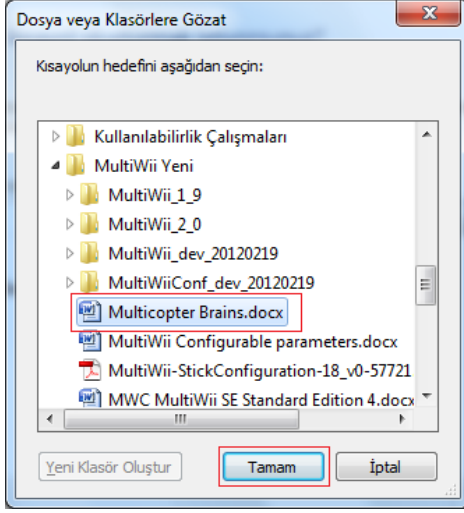 Dosya veya Klasörlere Gözat
Kısayolun hedefini aşağıdan seçin:
Kullanılabilirlik Çalışmaları
MultiWii Yeni
MultiWii_1_9
MultiWii_2_0
MultiWii_dev_20120219
MultiWiiConf_dev_20120219
Multicopter Brains.docx
MultiWii Configurable parameters.docx
MultiWii-StickConfiguration-18_v0-57721
MWC MultiWii SE Standard Edition 4.docx
Yeni Klasör Oluştur Tamam İptal